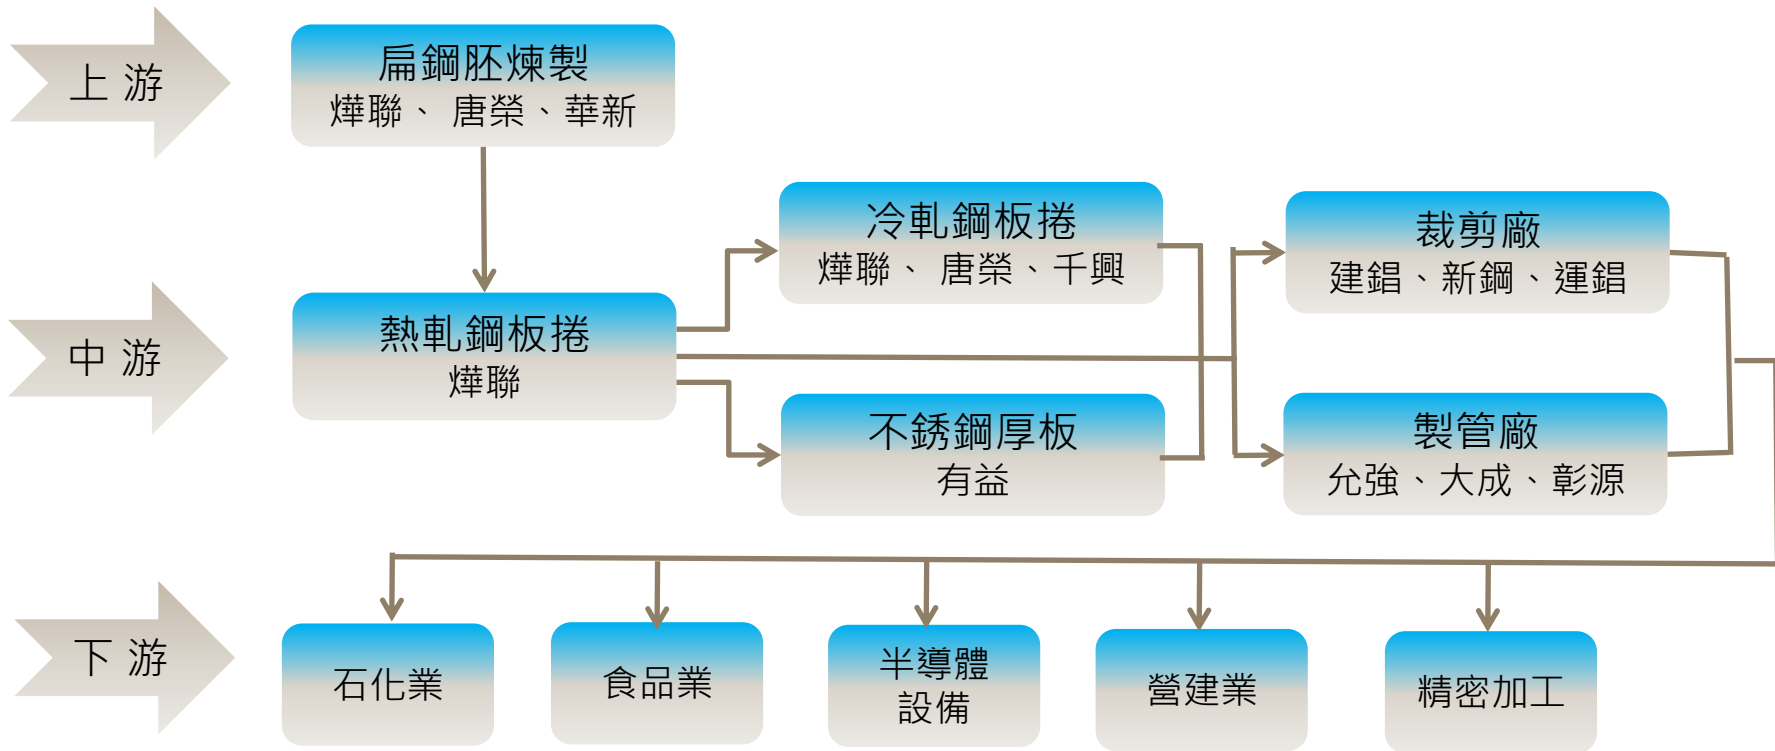 上 游
扁鋼胚煉製
燁聯、 唐榮、華新
中 游
熱軋鋼板捲
燁聯
冷軋鋼板捲
燁聯、 唐榮、千興
不銹鋼厚板
有益
裁剪廠
建錩、新鋼、運錩
製管廠
允強、大成、彰源
下 游
石化業
食品業
半導體
設備
營建業
精密加工